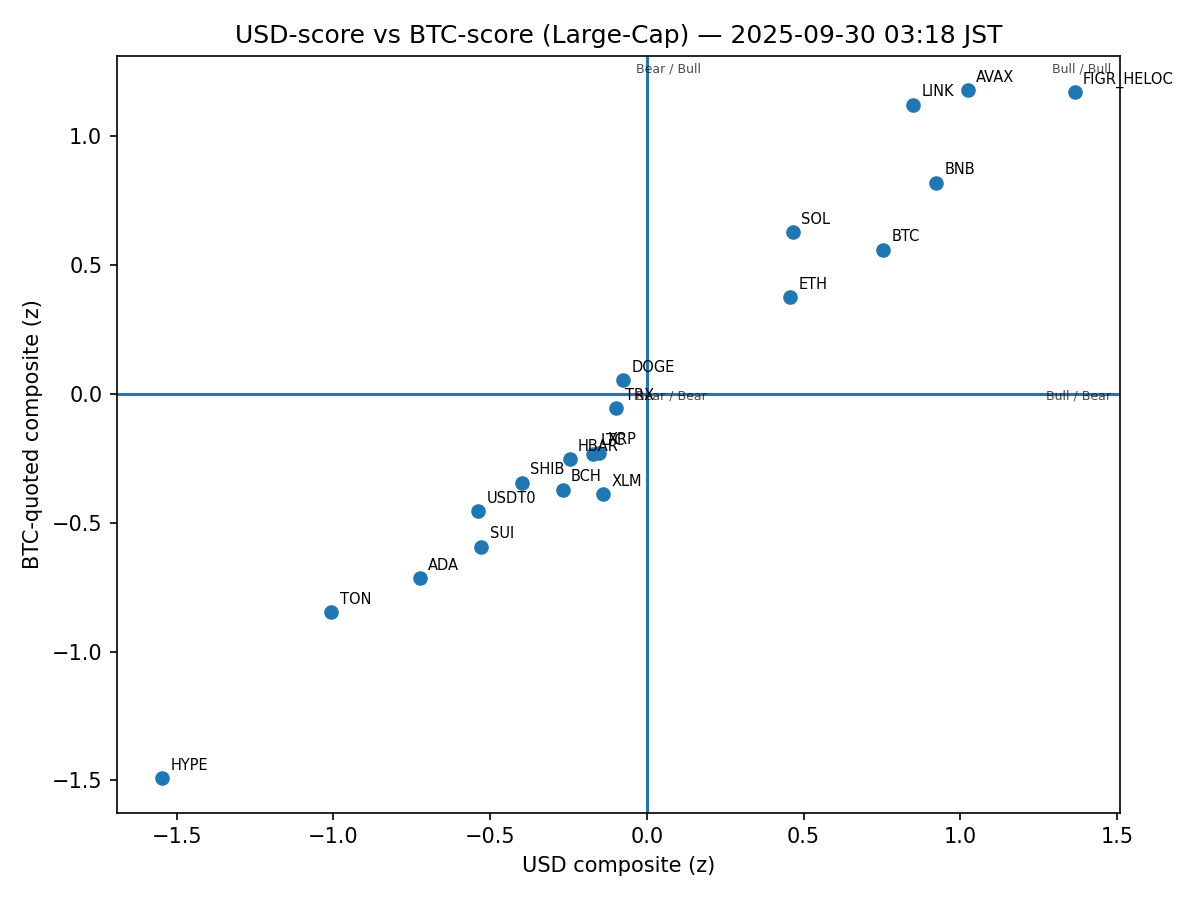 USD-score vs BTC-score (Large-Cap) — 2025-09-30 03:18 JST
Bear / Bull
Bull / Bull
FIGR_HELOC
AVAX
LINK
BNB
SOL
BTC
ETH
DOGE
TRX
Bear / Bear
Bull / Bear
LTC
XRP
HBAR
SHIB
BCH
XLM
USDT0
SUI
ADA
TON
HYPE
1.0
0.5
0.0
−0.5
−1.0
−1.5
BTC-quoted composite (z)
−1.5
−1.0
−0.5
0.0
0.5
1.0
1.5
USD composite (z)